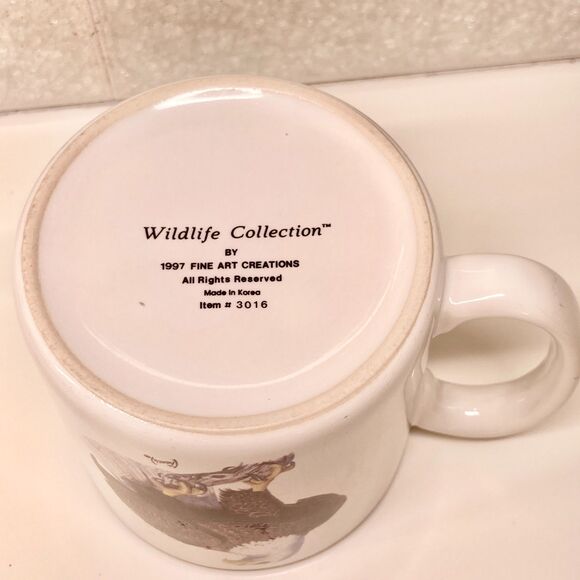 Wildlife Collection™
BY
1997 FINE ART CREATIONS
All Rights Reserved
Made in Korea
Item # 3016